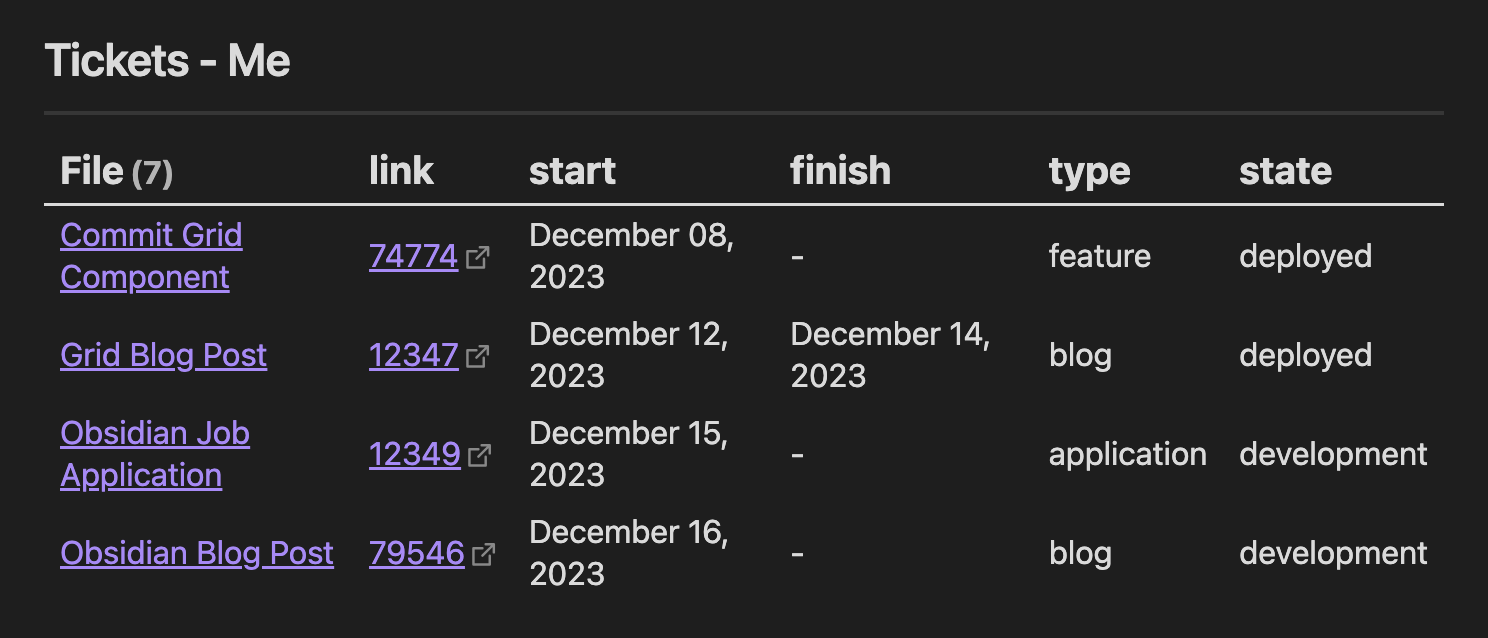 Tickets - Me
File (7) link start finish type state
Commit Grid Component 74774 December 08, 2023 - feature deployed
Grid Blog Post 12347 December 12, 2023 December 14, 2023 blog deployed
Obsidian Job Application 12349 December 15, 2023 - application development
Obsidian Blog Post 79546 December 16, 2023 - blog development